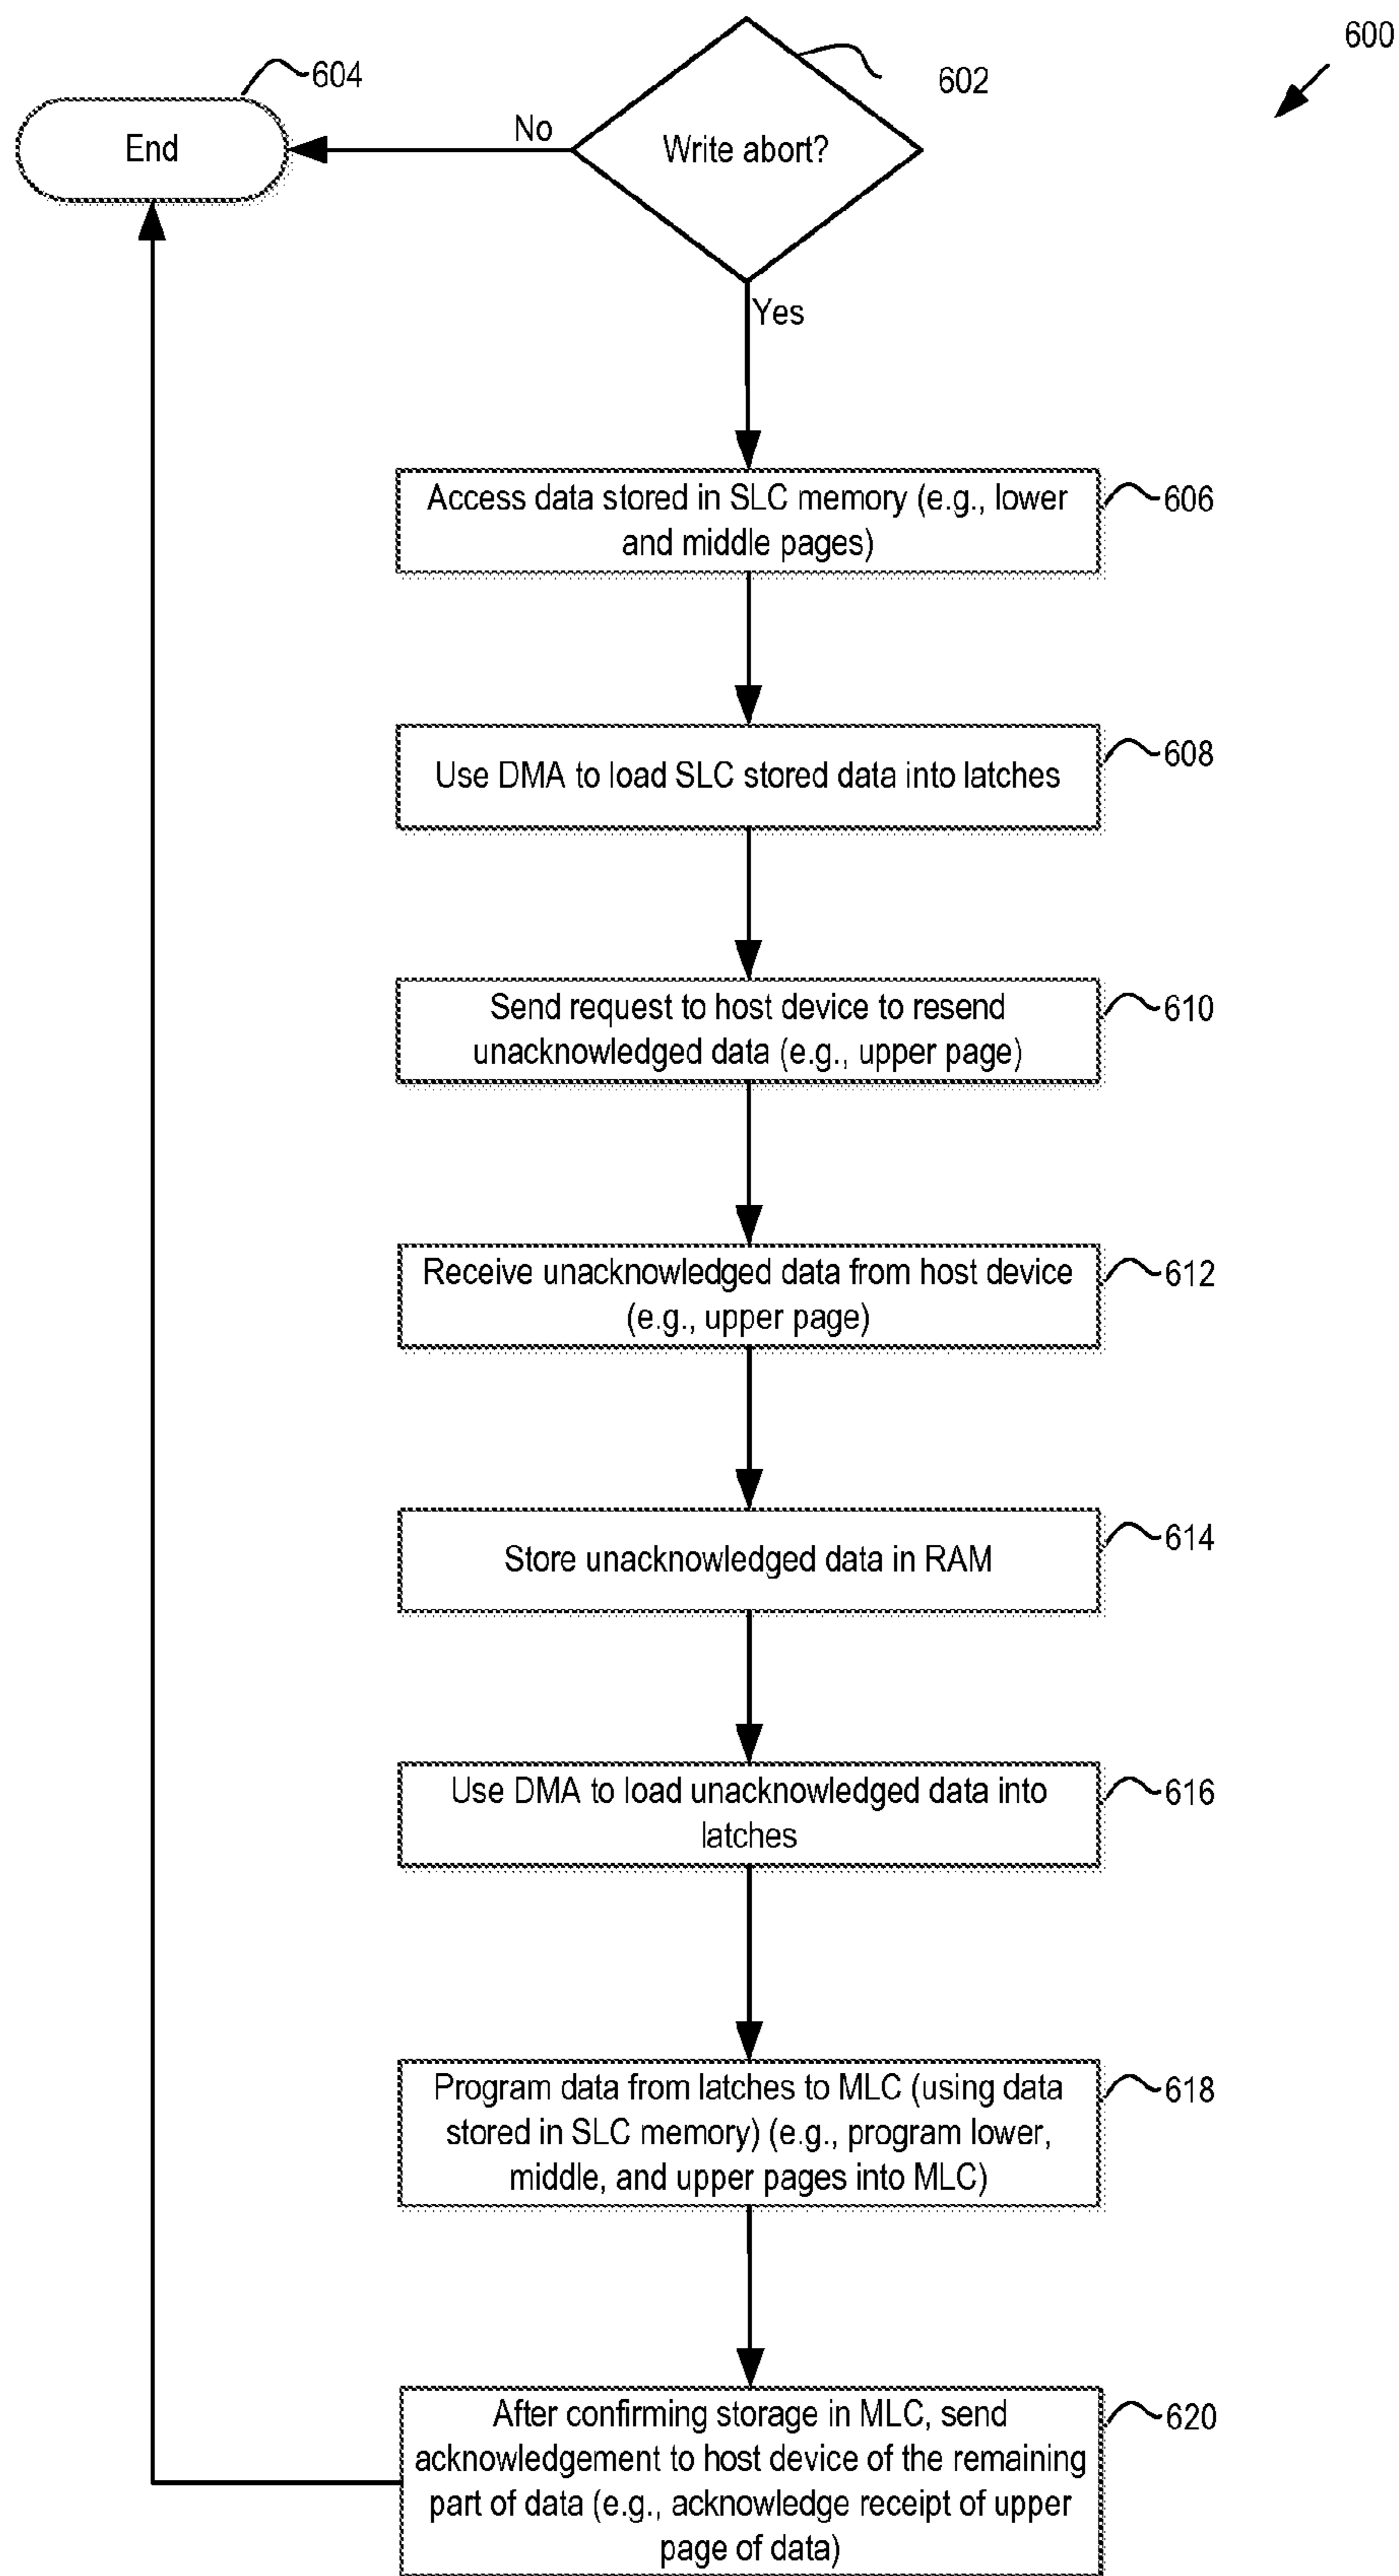 600
602
604
Write abort?
No
End
Yes
Access data stored in SLC memory (e.g., lower
and middle pages)
606
Use DMA to load SLC stored data into latches
608
Send request to host device to resend
unacknowledged data (e.g., upper page)
610
Receive unacknowledged data from host device
(e.g., upper page)
612
Store unacknowledged data in RAM
614
Use DMA to load unacknowledged data into
latches
616
Program data from latches to MLC (using data
stored in SLC memory) (e.g., program lower,
middle, and upper pages into MLC)
618
After confirming storage in MLC, send
acknowledgement to host device of the remaining
part of data (e.g., acknowledge receipt of upper
page of data)
620